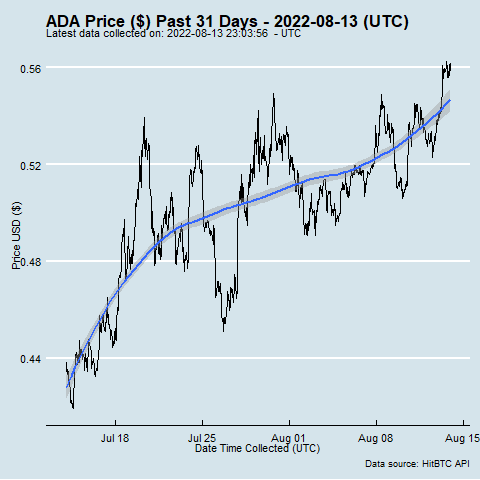 ADA Price ($) Past 31 Days - 2022-08-13 (UTC)
Latest data collected on: 2022-08-13 23:03:56 - UTC
0.56
0.52
0.48
0.44
Price USD ($)
Jul 18 Jul 25 Aug 01 Aug 08 Aug 15
Date Time Collected (UTC)
Data source: HitBTC API